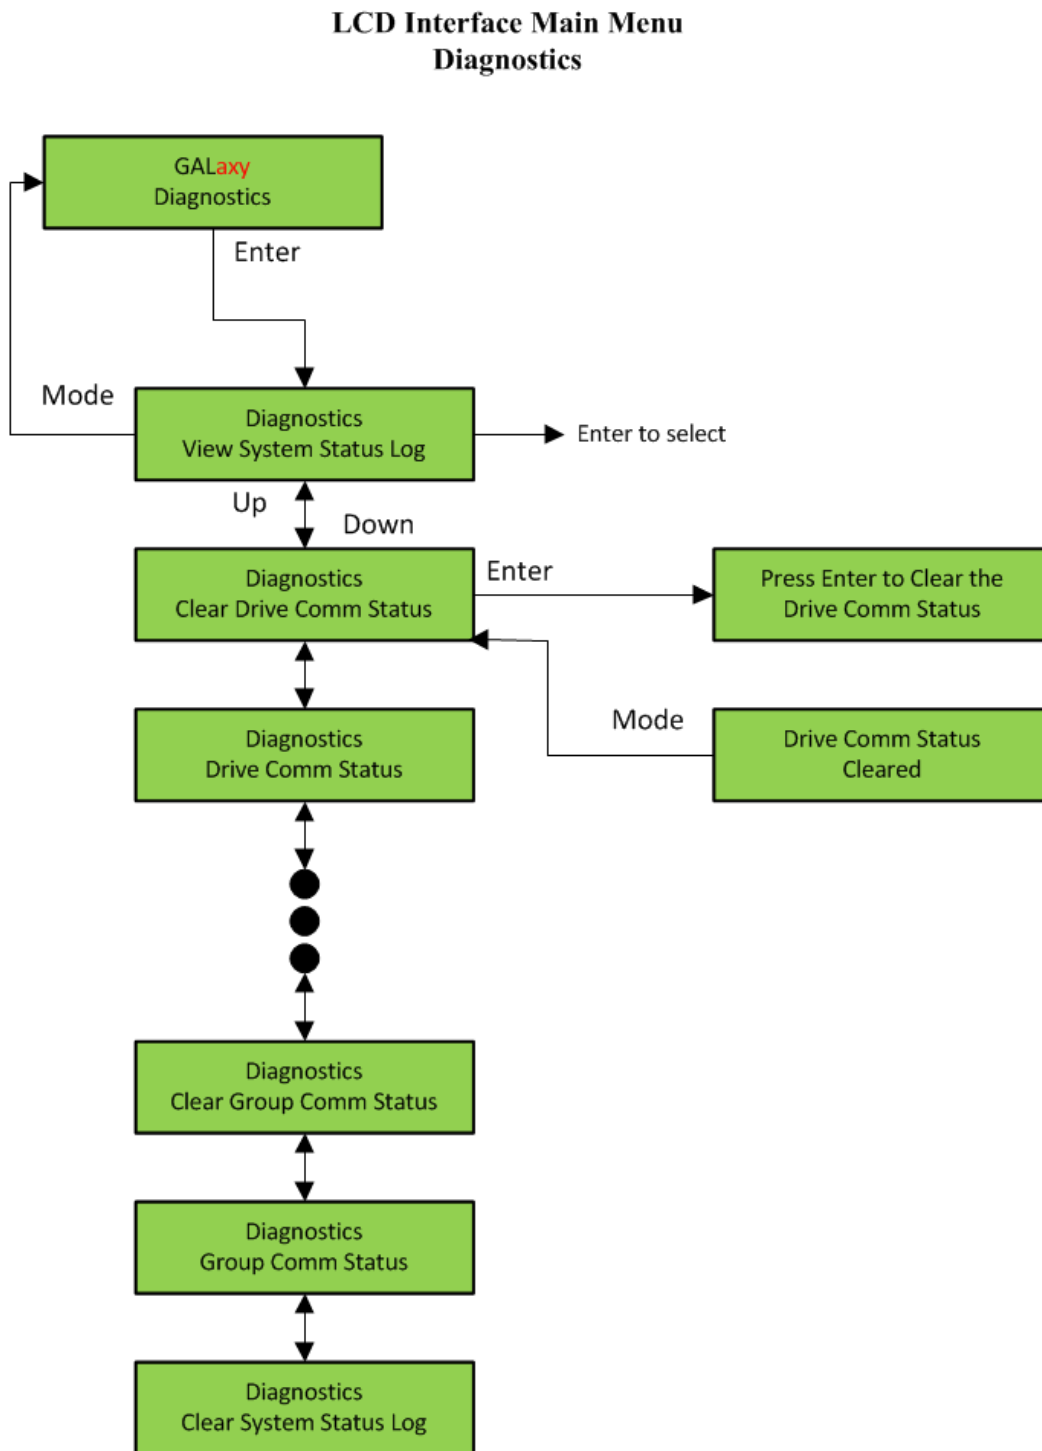 LCD Interface Main Menu
Diagnostics
GALaxy
Diagnostics
Enter
Mode
Diagnostics
View System Status Log
Enter to select
Up
Down
Diagnostics
Clear Drive Comm Status
Enter
Press Enter to Clear the
Drive Comm Status
Diagnostics
Drive Comm Status
Mode
Drive Comm Status
Cleared
Diagnostics
Clear Group Comm Status
Diagnostics
Group Comm Status
Diagnostics
Clear System Status Log